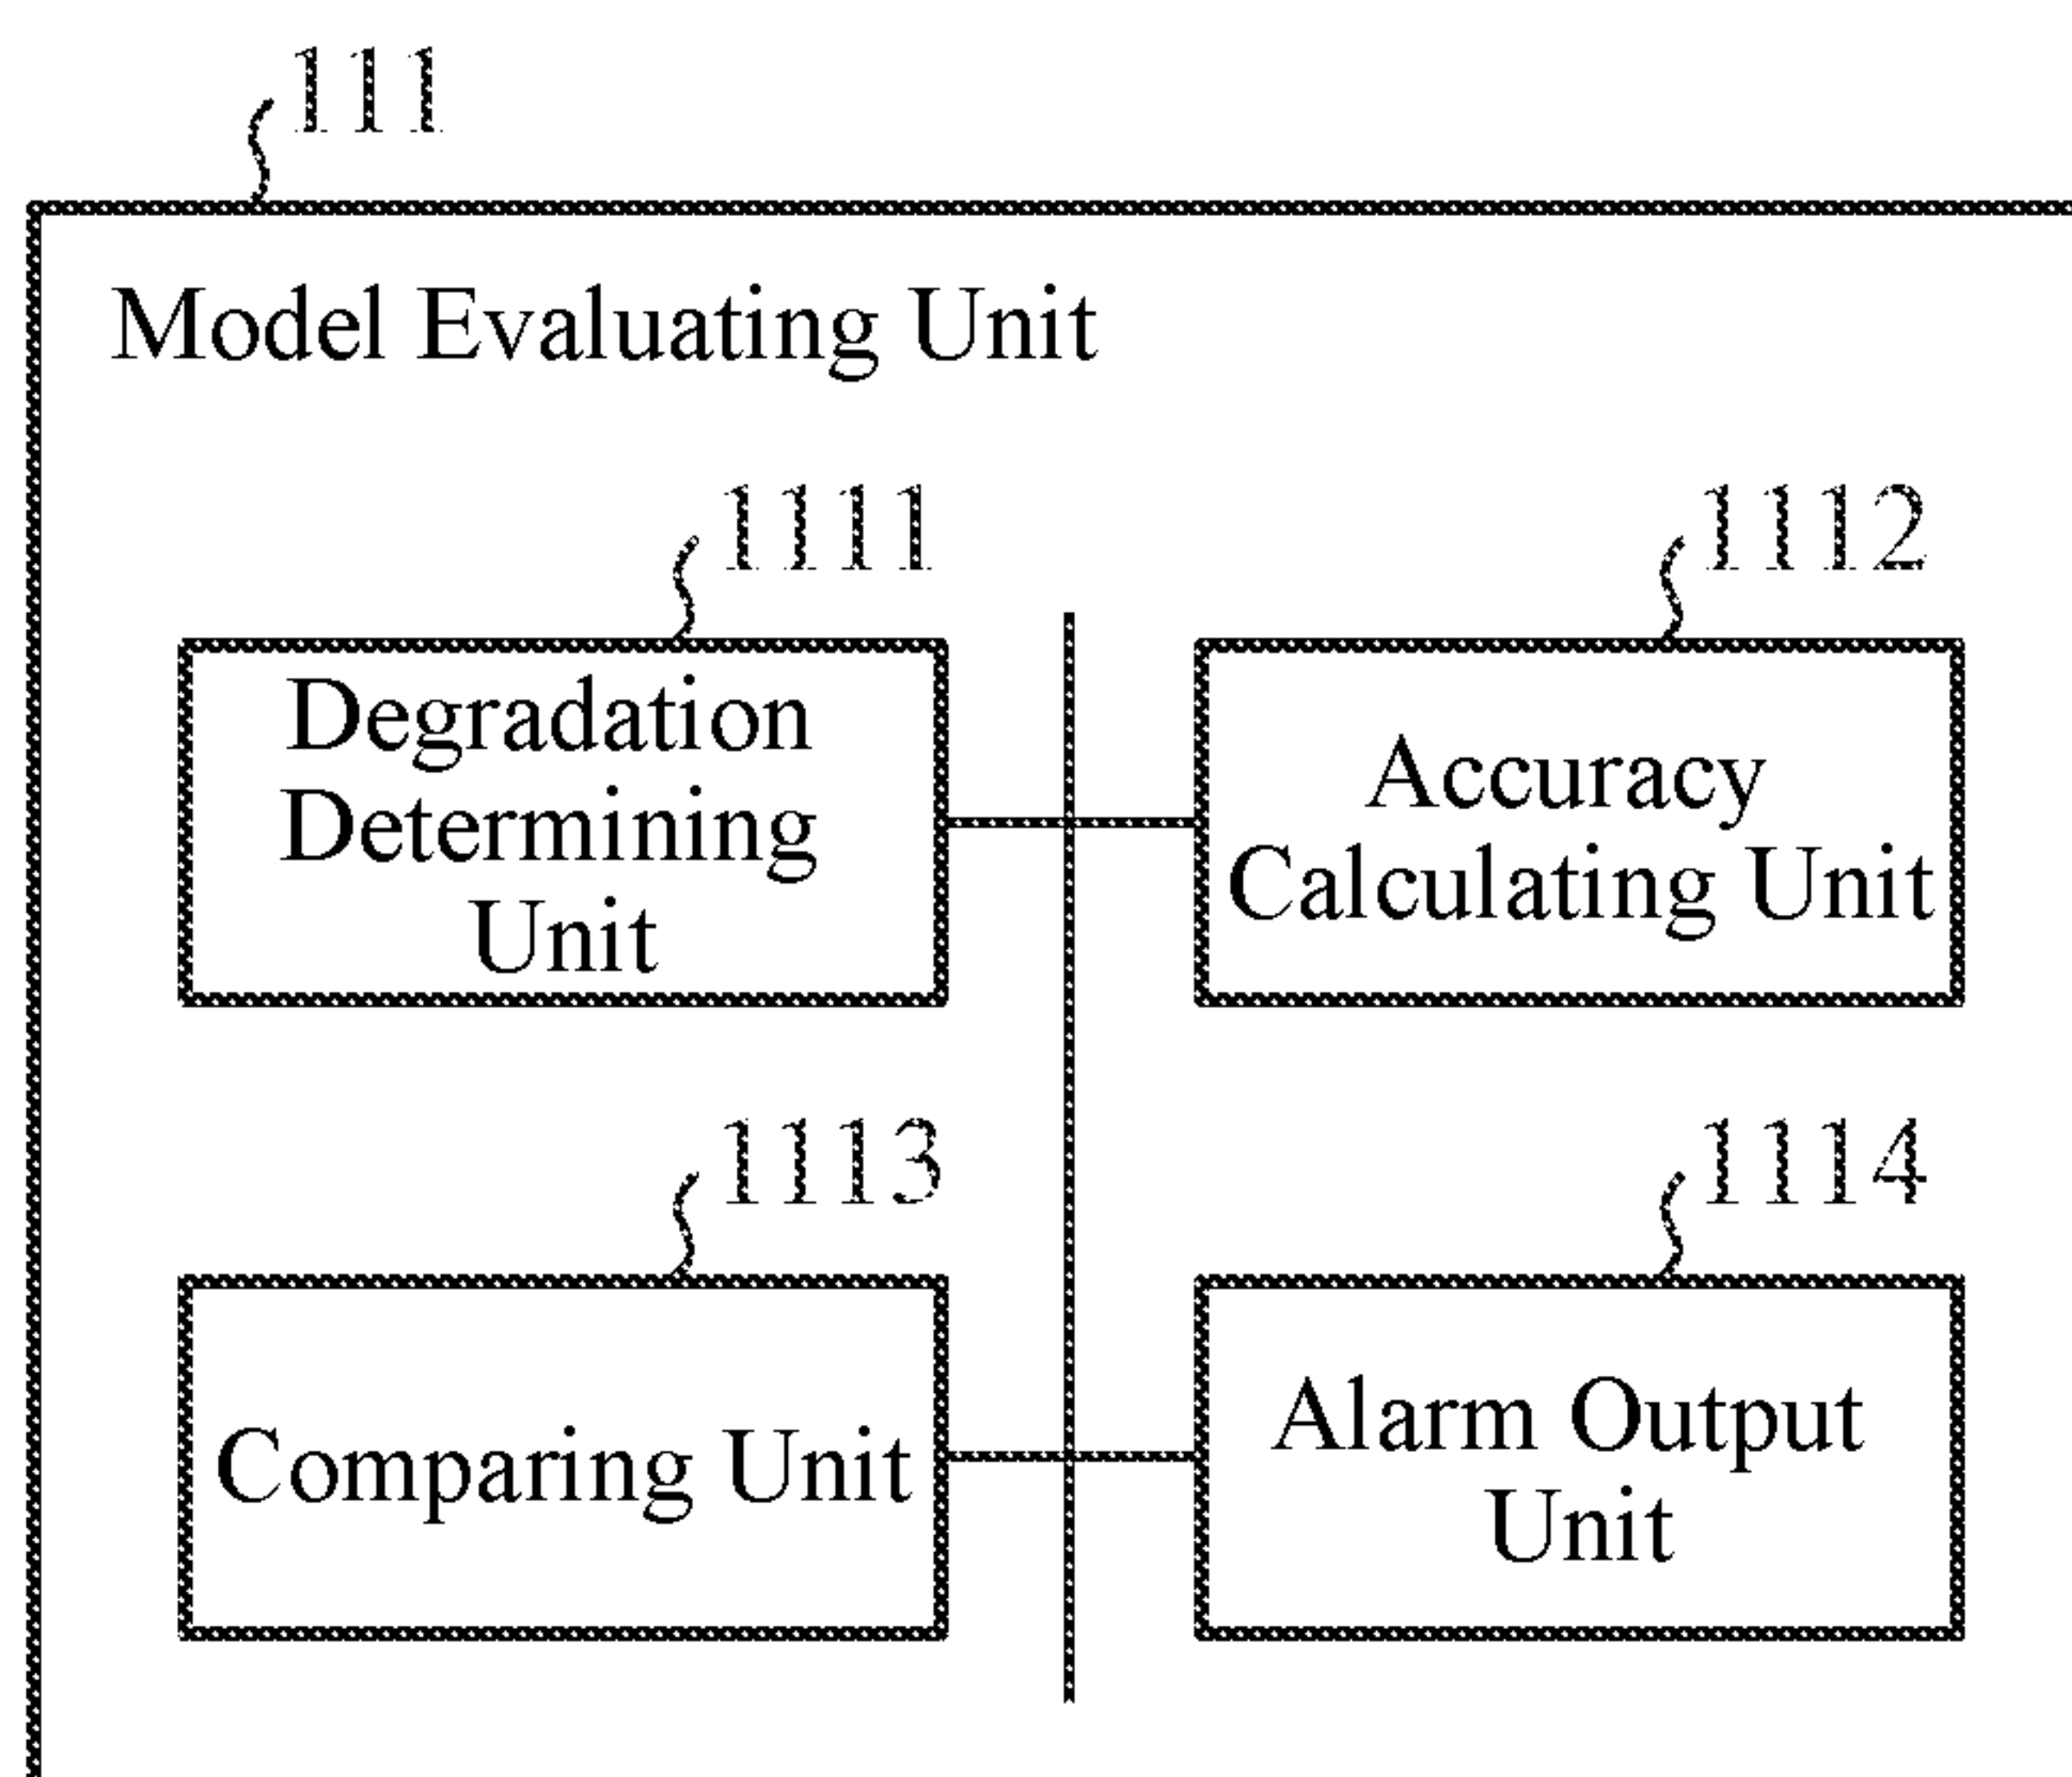 111
Model Evaluating Unit
1111
Degradation
Determining
Unit
1112
Accuracy
Calculating Unit
1113
Comparing Unit
1114
Alarm Output
Unit